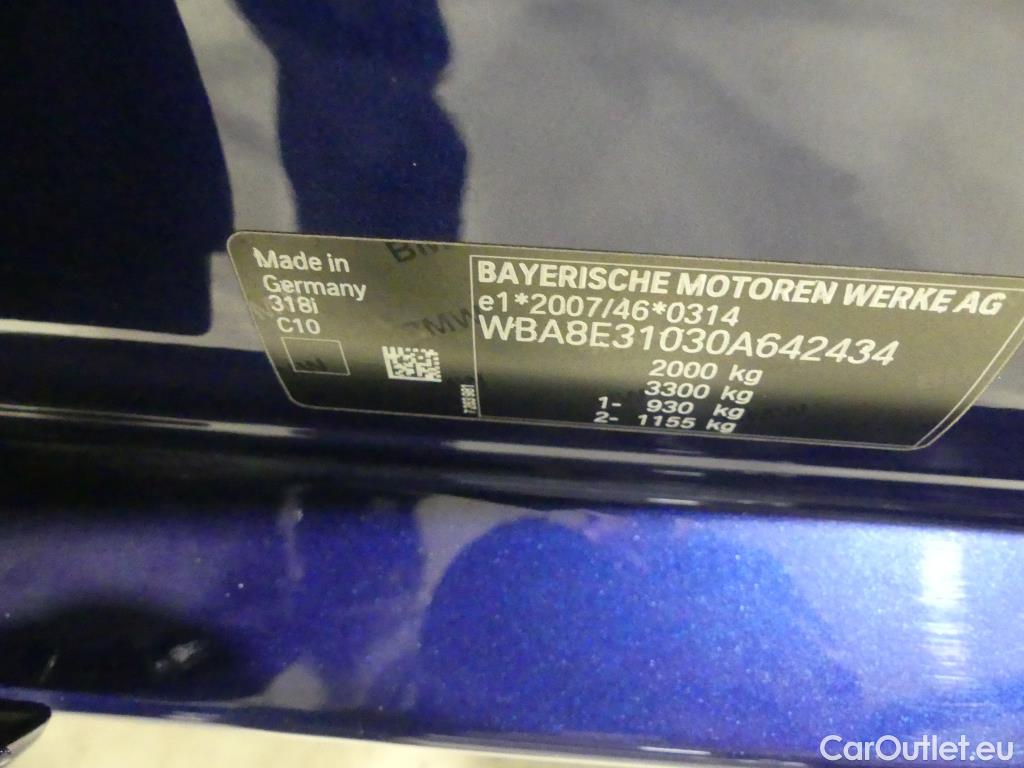 Made in
Germany
318i
C10
BAYERISCHE MOTOREN WERKE AG
e1*2007/46*0314
WBA8E31030A642434
2000 kg
3300 kg
1- 930 kg
2- 1155 kg
CarOutlet.eu